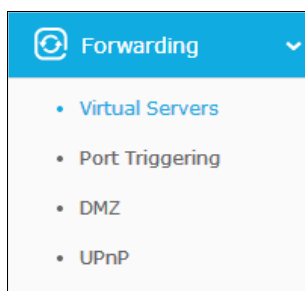 Forwarding
Virtual Servers
Port Triggering
DMZ
UPnP